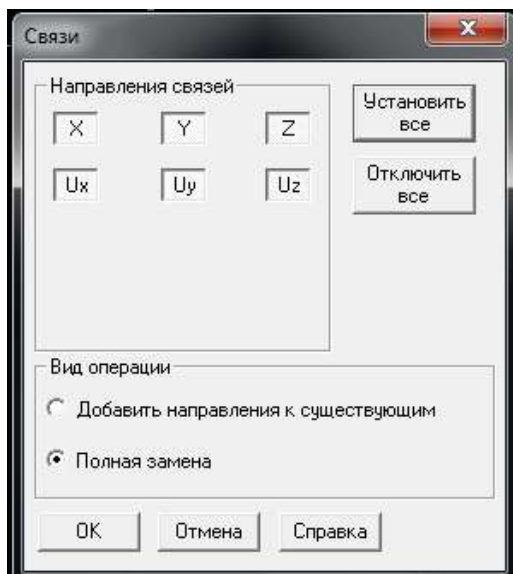 Связи
Направления связей
X Y Z
Ux Uy Uz
Установить
все
Отключить
все
Вид операции
Добавить направления к существующим
Полная замена
OK Отмена Справка